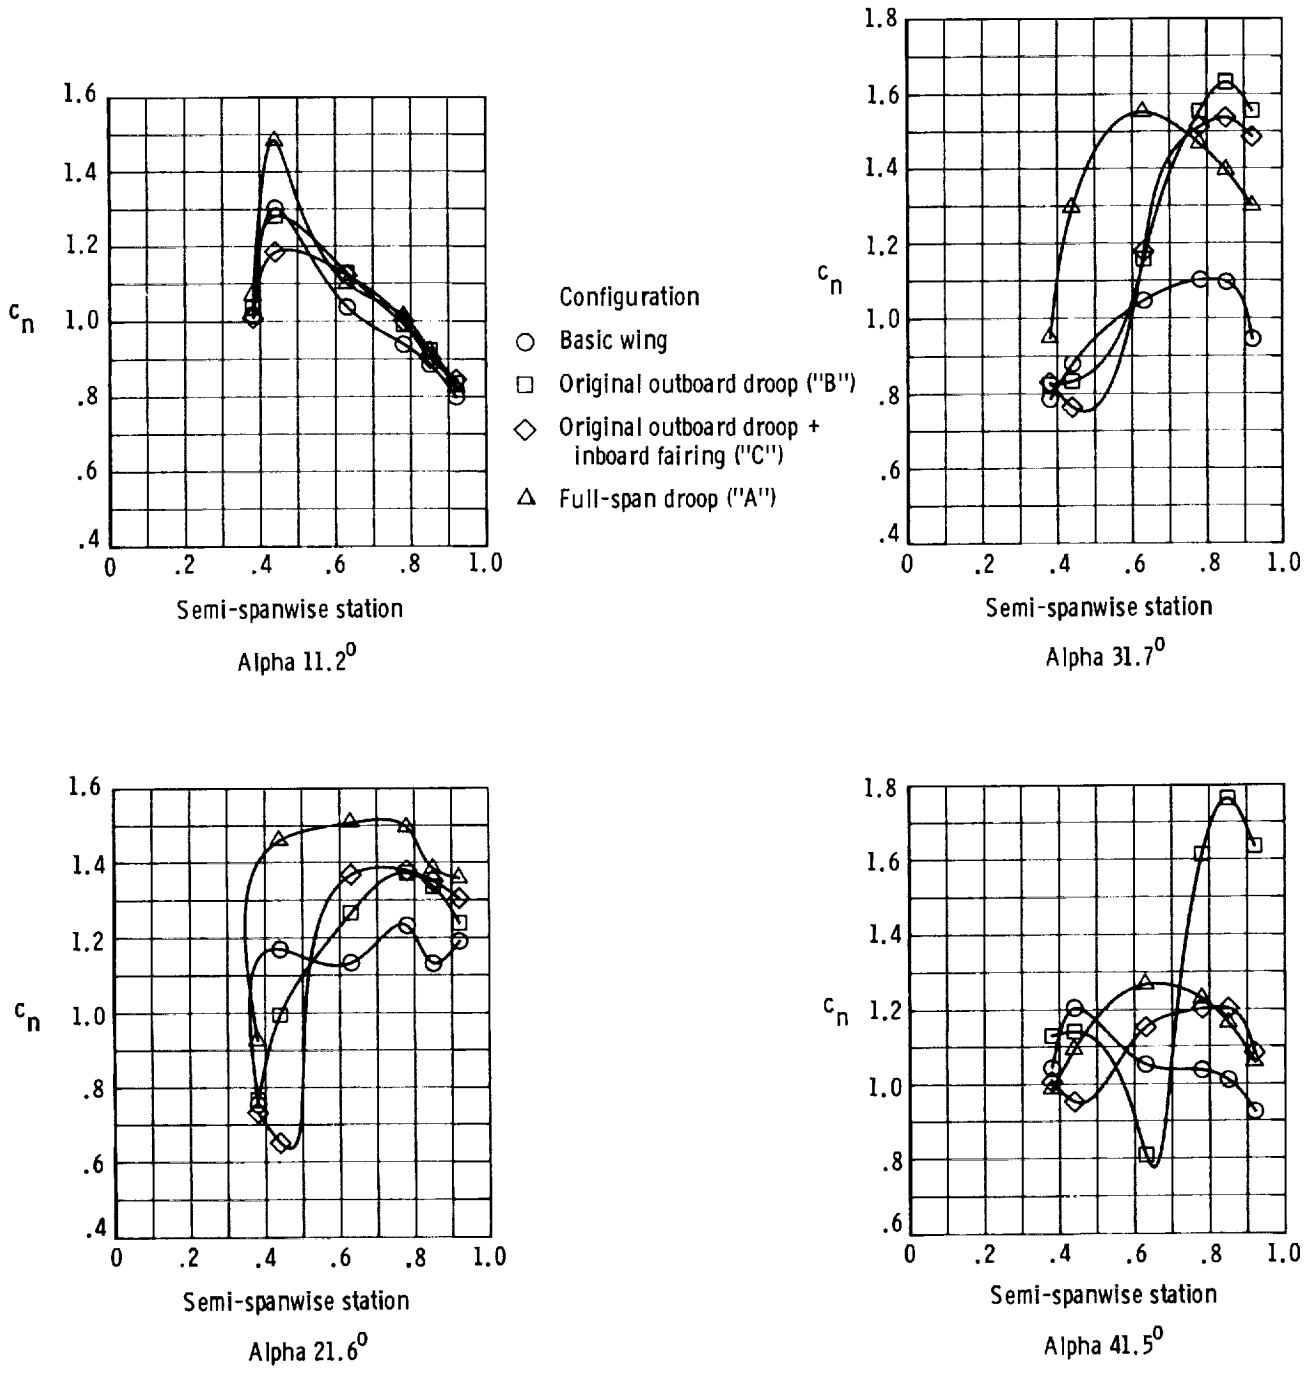 1.6
1.4
1.2
1.0
.8
.6
.4
c_n
0 .2 .4 .6 .8 1.0
Semi-spanwise station
Alpha 11.2⁰
Configuration
Basic wing
Original outboard droop ("B")
Original outboard droop +
inboard fairing ("C")
Full-span droop ("A")
1.8
1.6
1.4
1.2
1.0
.8
.6
.4
c_n
0 .2 .4 .6 .8 1.0
Semi-spanwise station
Alpha 31.7⁰
1.6
1.4
1.2
1.0
.8
.6
.4
c_n
0 .2 .4 .6 .8 1.0
Semi-spanwise station
Alpha 21.6⁰
1.8
1.6
1.4
1.2
1.0
.8
.6
c_n
0 .2 .4 .6 .8 1.0
Semi-spanwise station
Alpha 41.5⁰